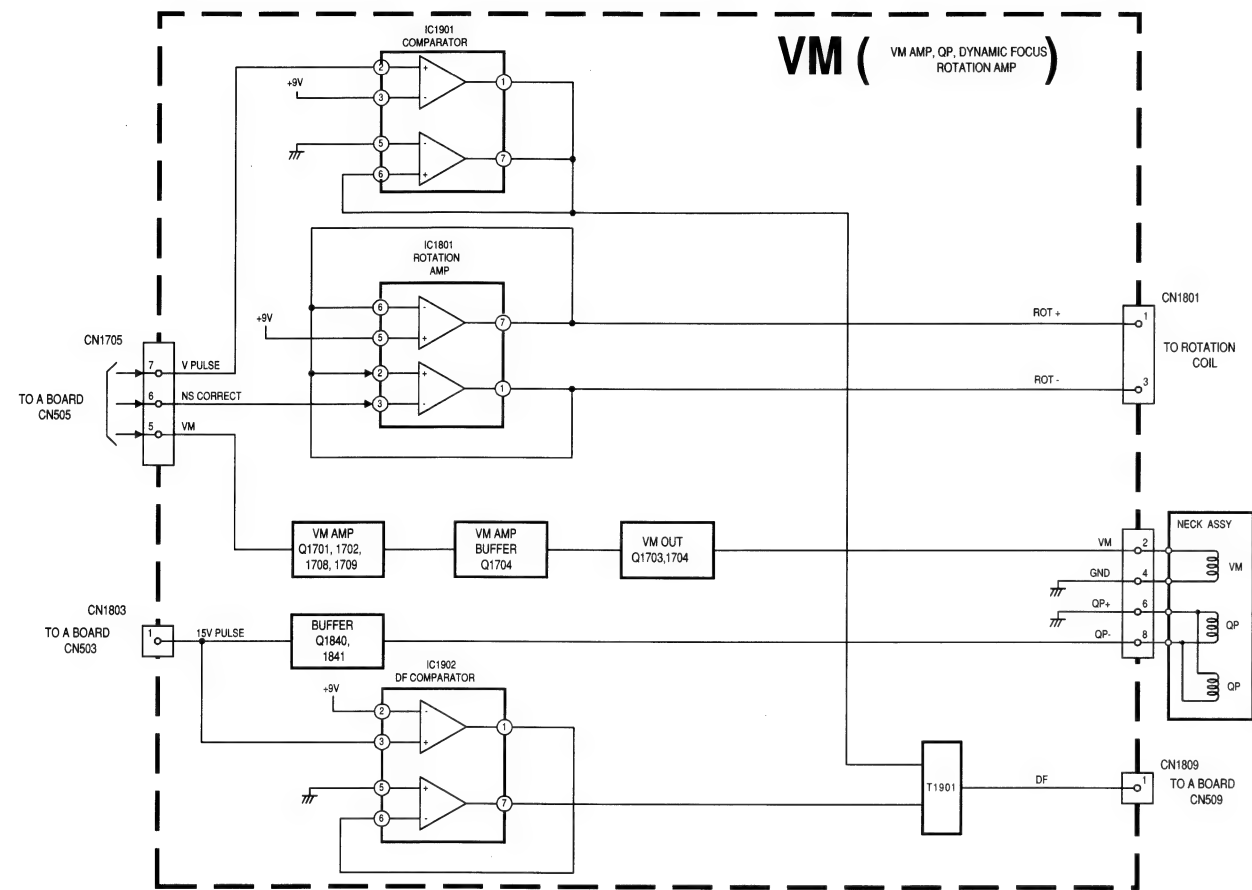 VM ( VM AMP, QP, DYNAMIC FOCUS
ROTATION AMP )
IC1901
COMPARATOR
2
+
1
+9V
3
-
5
-
7
6
+
IC1801
ROTATION
AMP
6
-
7
+9V
5
+
2
+
1
3
-
CN1705
7
V PULSE
6
NS CORRECT
5
VM
TO A BOARD
CN505
ROT +
ROT -
CN1801
1
3
TO ROTATION
COIL
VM AMP
Q1701, 1702,
1708, 1709
VM AMP
BUFFER
Q1704
VM OUT
Q1703,1704
VM
2
GND
4
QP+
6
QP-
8
NECK ASSY
VM
QP
QP
CN1803
TO A BOARD
CN503
1
15V PULSE
BUFFER
Q1840,
1841
IC1902
DF COMPARATOR
+9V
2
-
1
3
+
5
+
7
6
-
T1901
DF
CN1809
1
TO A BOARD
CN509